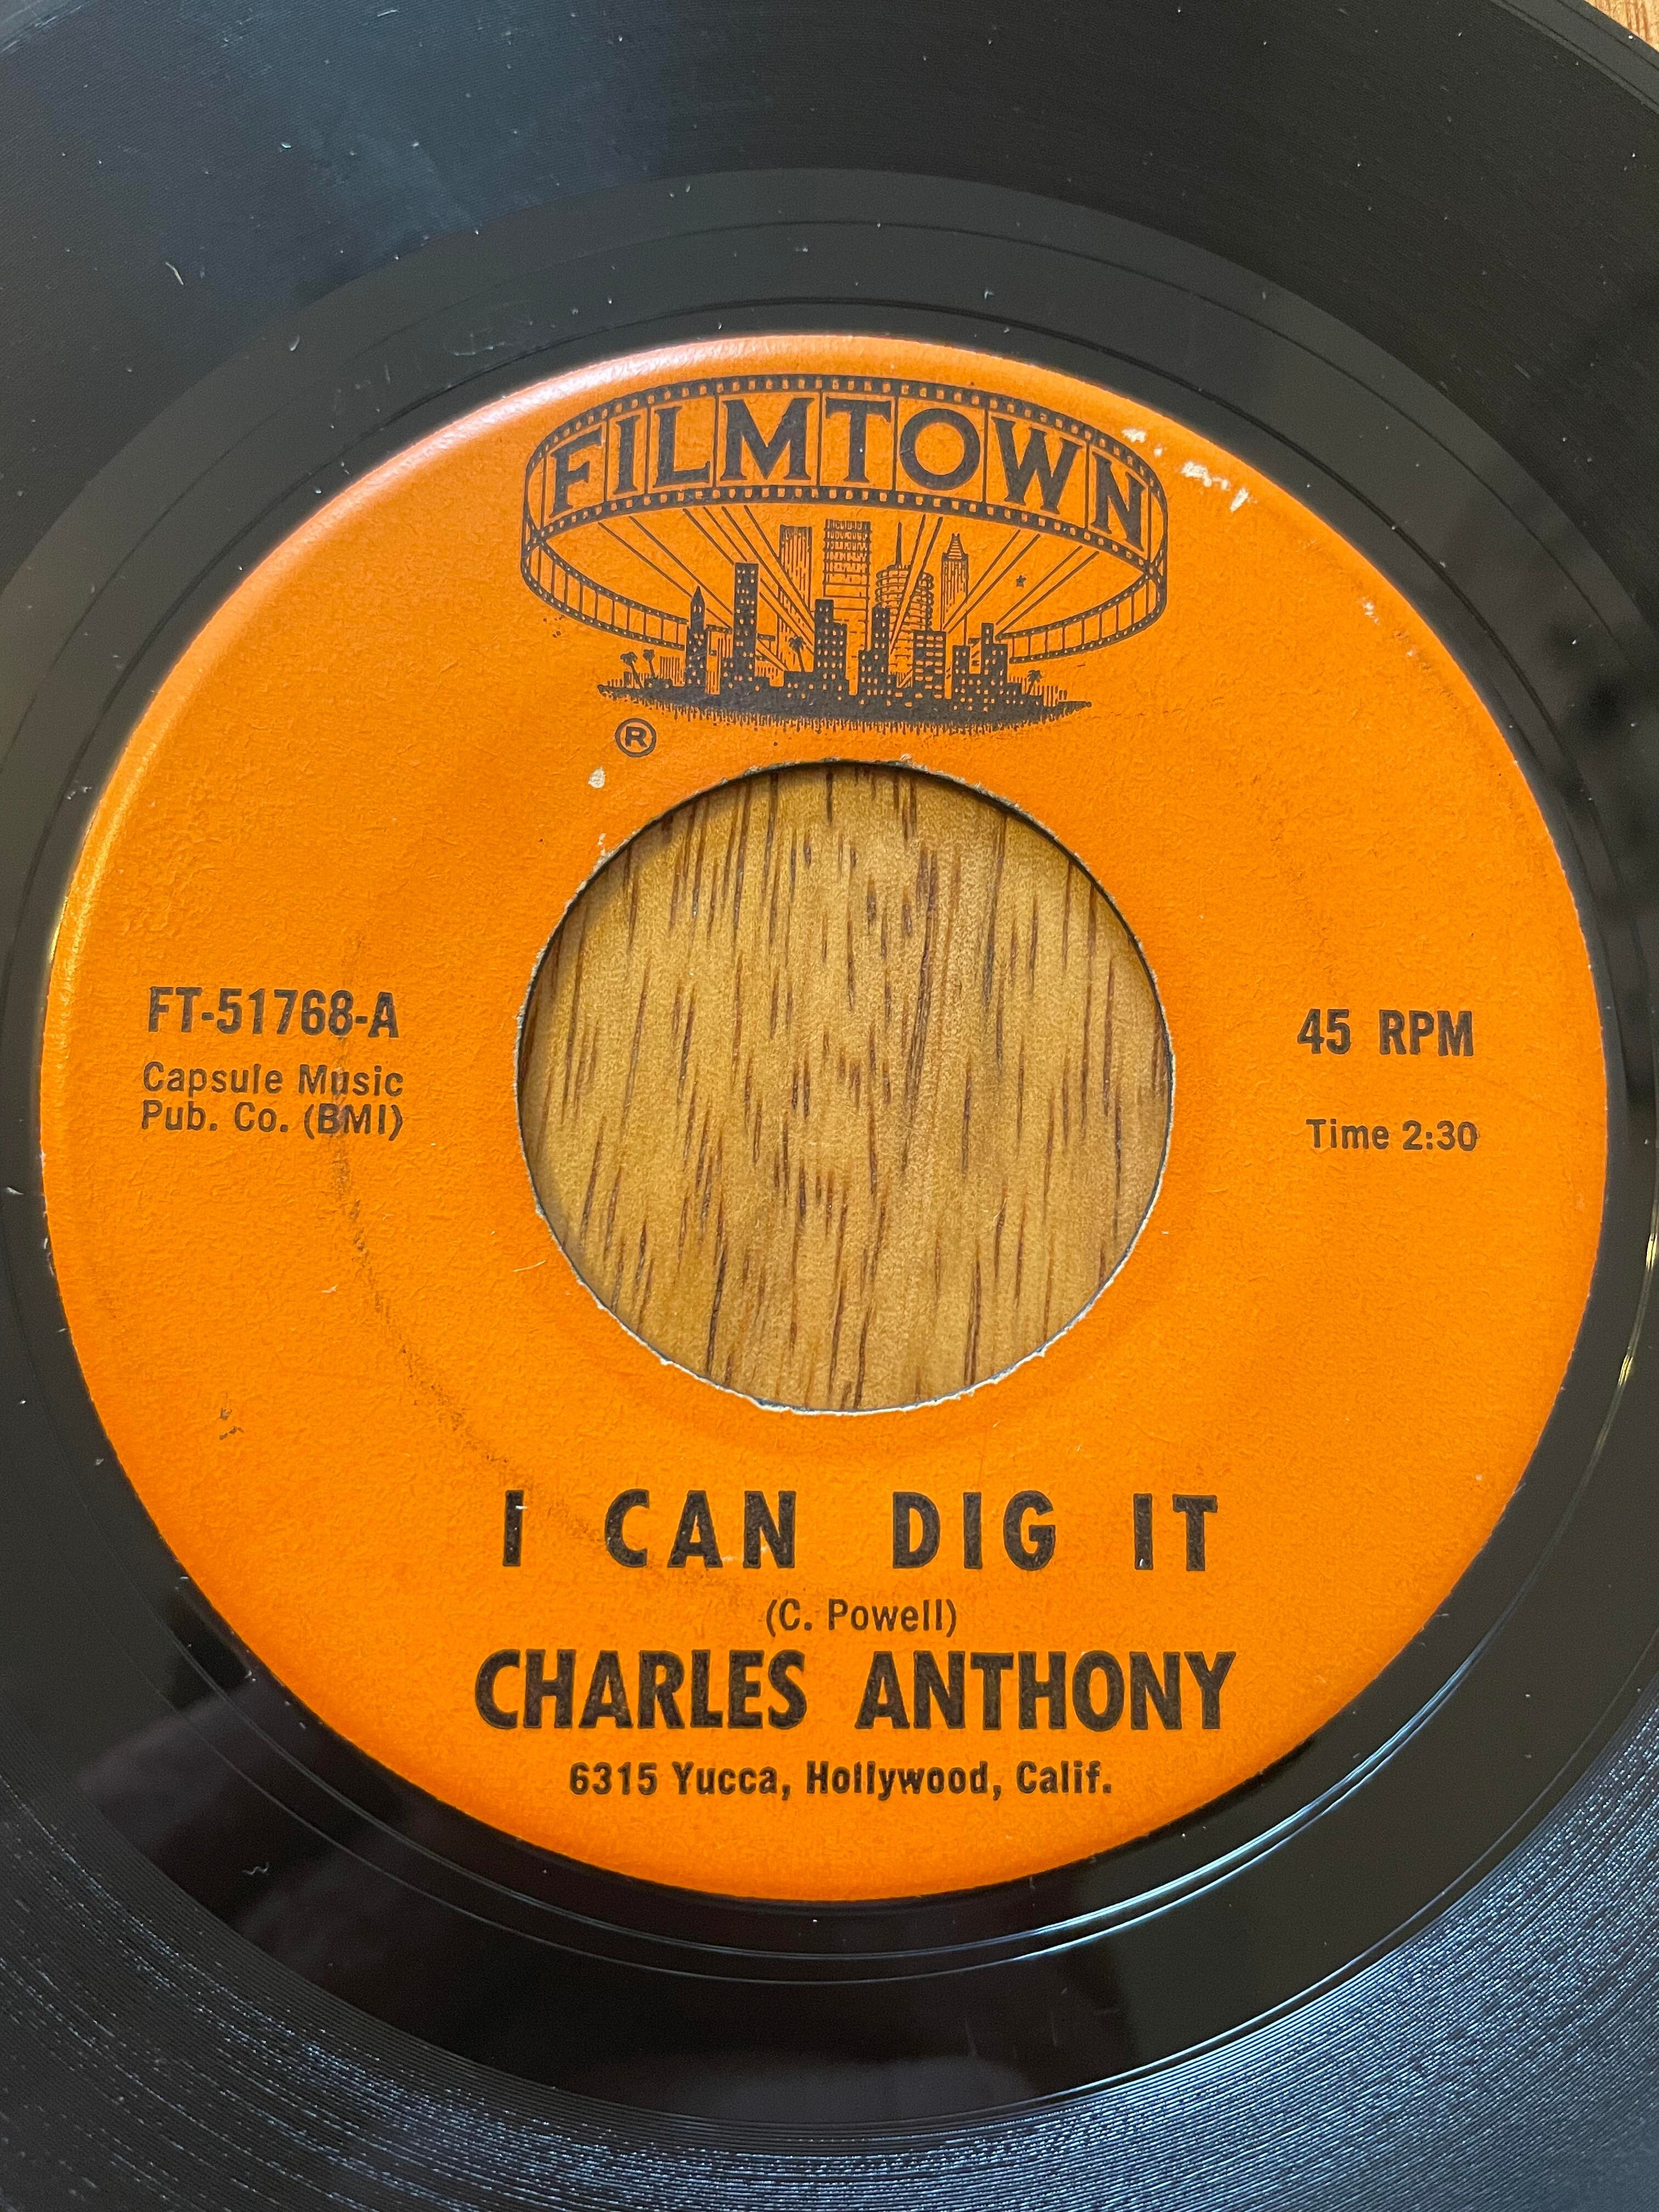 FILMTOWN
®
FT-51768-A
Capsule Music
Pub. Co. (BMI)
45 RPM
Time 2:30
I CAN DIG IT
(C. Powell)
CHARLES ANTHONY
6315 Yucca, Hollywood, Calif.